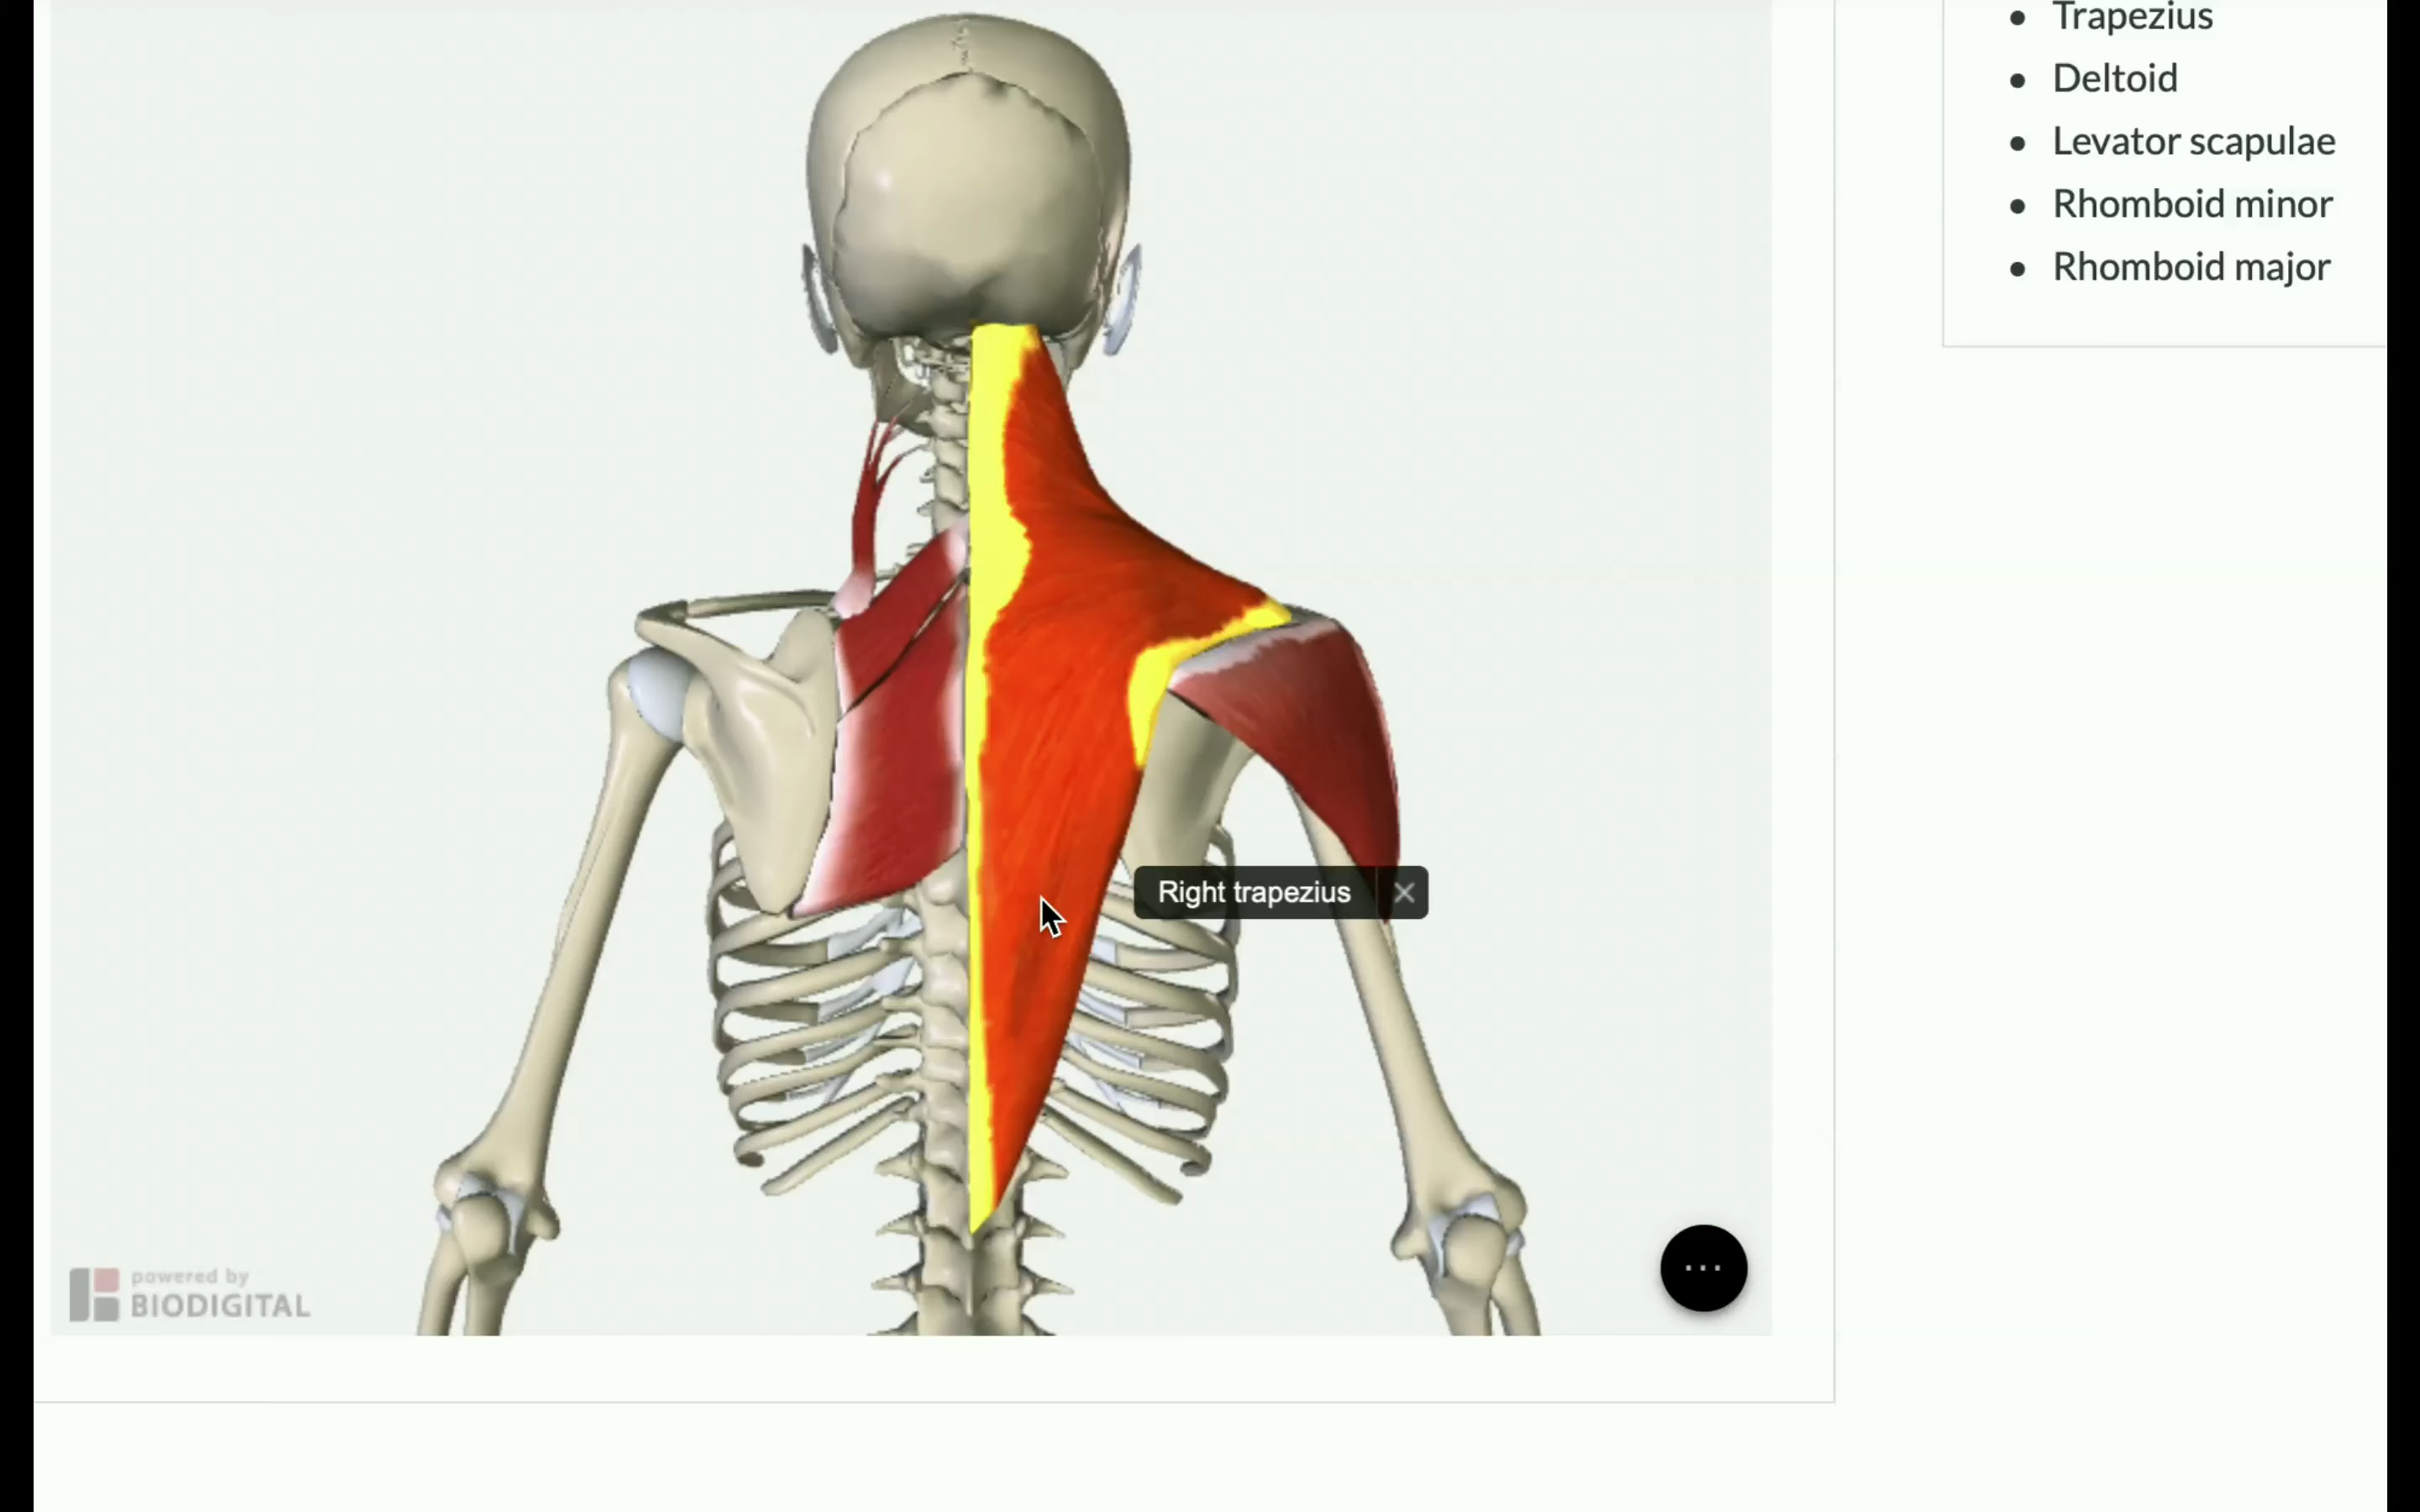 Trapezius
Deltoid
Levator scapulae
Rhomboid minor
Rhomboid major
Right trapezius
powered by
BIODIGITAL